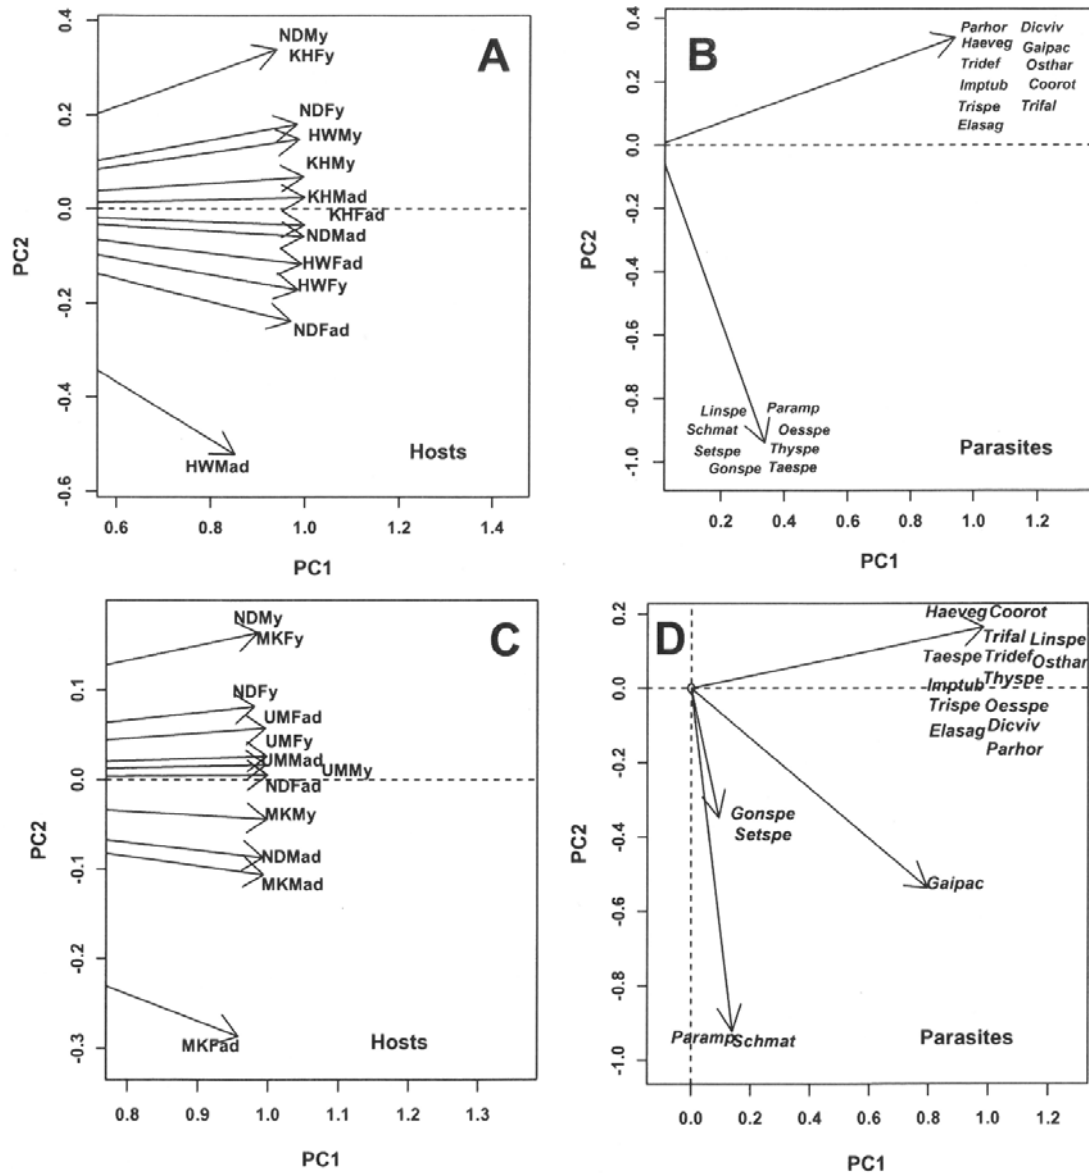 A
0.4
0.2
0.0
-0.2
-0.4
-0.6
PC2
NDMy
KHFy
NDFy
HWMy
KHMy
KHMad
KHFad
NDMad
HWFad
HWFy
NDFad
HWMad
Hosts
0.6 0.8 1.0 1.2 1.4
PC1
B
0.4
0.2
0.0
-0.2
-0.4
-0.6
-0.8
-1.0
PC2
Parhor Dicviv
Haeveg Gaipac
Tridef Osthar
Imptub Coorot
Trispe Trifal
Elasag
Linspe Paramp
Schmat Oesspe
Setspe Thyspe
Gonspe Taespe
Parasites
0.2 0.4 0.6 0.8 1.0 1.2
PC1
C
0.1
0.0
-0.1
-0.2
-0.3
PC2
NDMy
MKFy
NDFy
UMFad
UMFy
UMMad
UMMy
NDFad
MKMy
NDMad
MKMad
MKFad
Hosts
0.8 0.9 1.0 1.1 1.2 1.3
PC1
D
0.2
0.0
-0.2
-0.4
-0.6
-0.8
-1.0
PC2
Haeveg Coorot
Trifal Linspe
Taespe Tridef Osthar
Imptub Thyspe
Trispe Oesspe
Elasag Dicviv
Parhor
Gonspe
Setspe
Gaipac
Paramp Schmat
Parasites
0.0 0.2 0.4 0.6 0.8 1.0 1.2
PC1